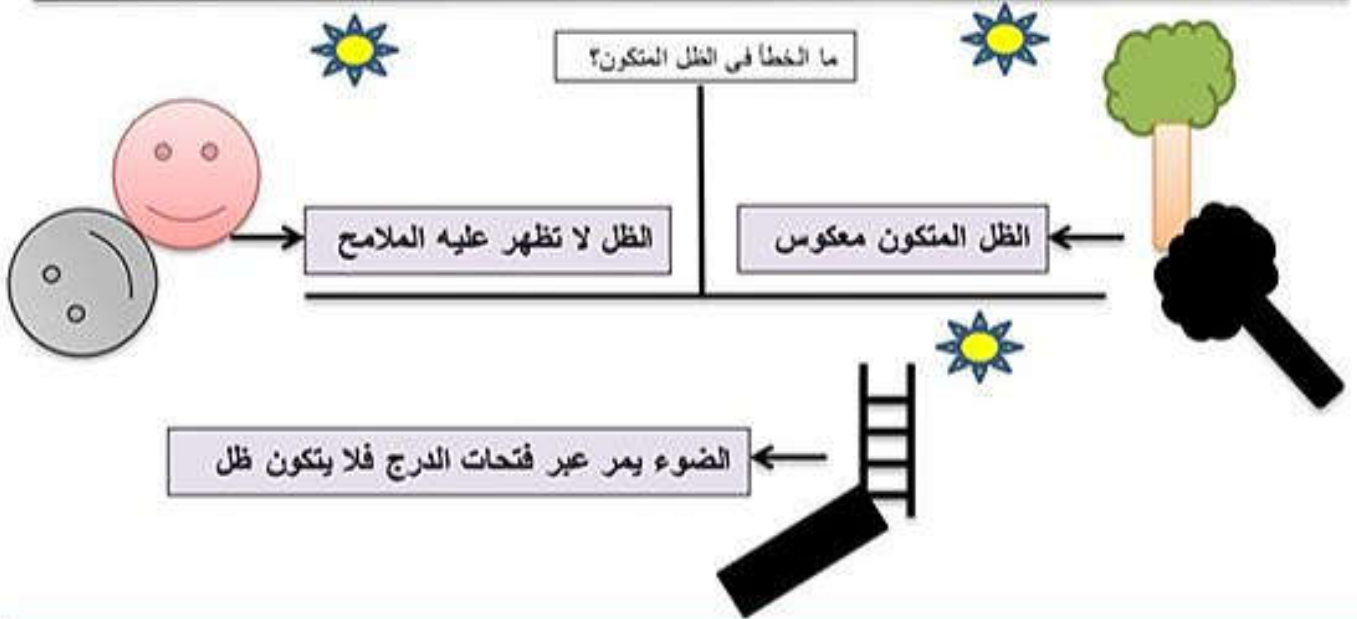 ما الخطأ فى الظل المتكون؟
الظل المتكون معكوس
الظل لا تظهر عليه الملامح
الضوء يمر عبر فتحات الدرج فلا يتكون ظل